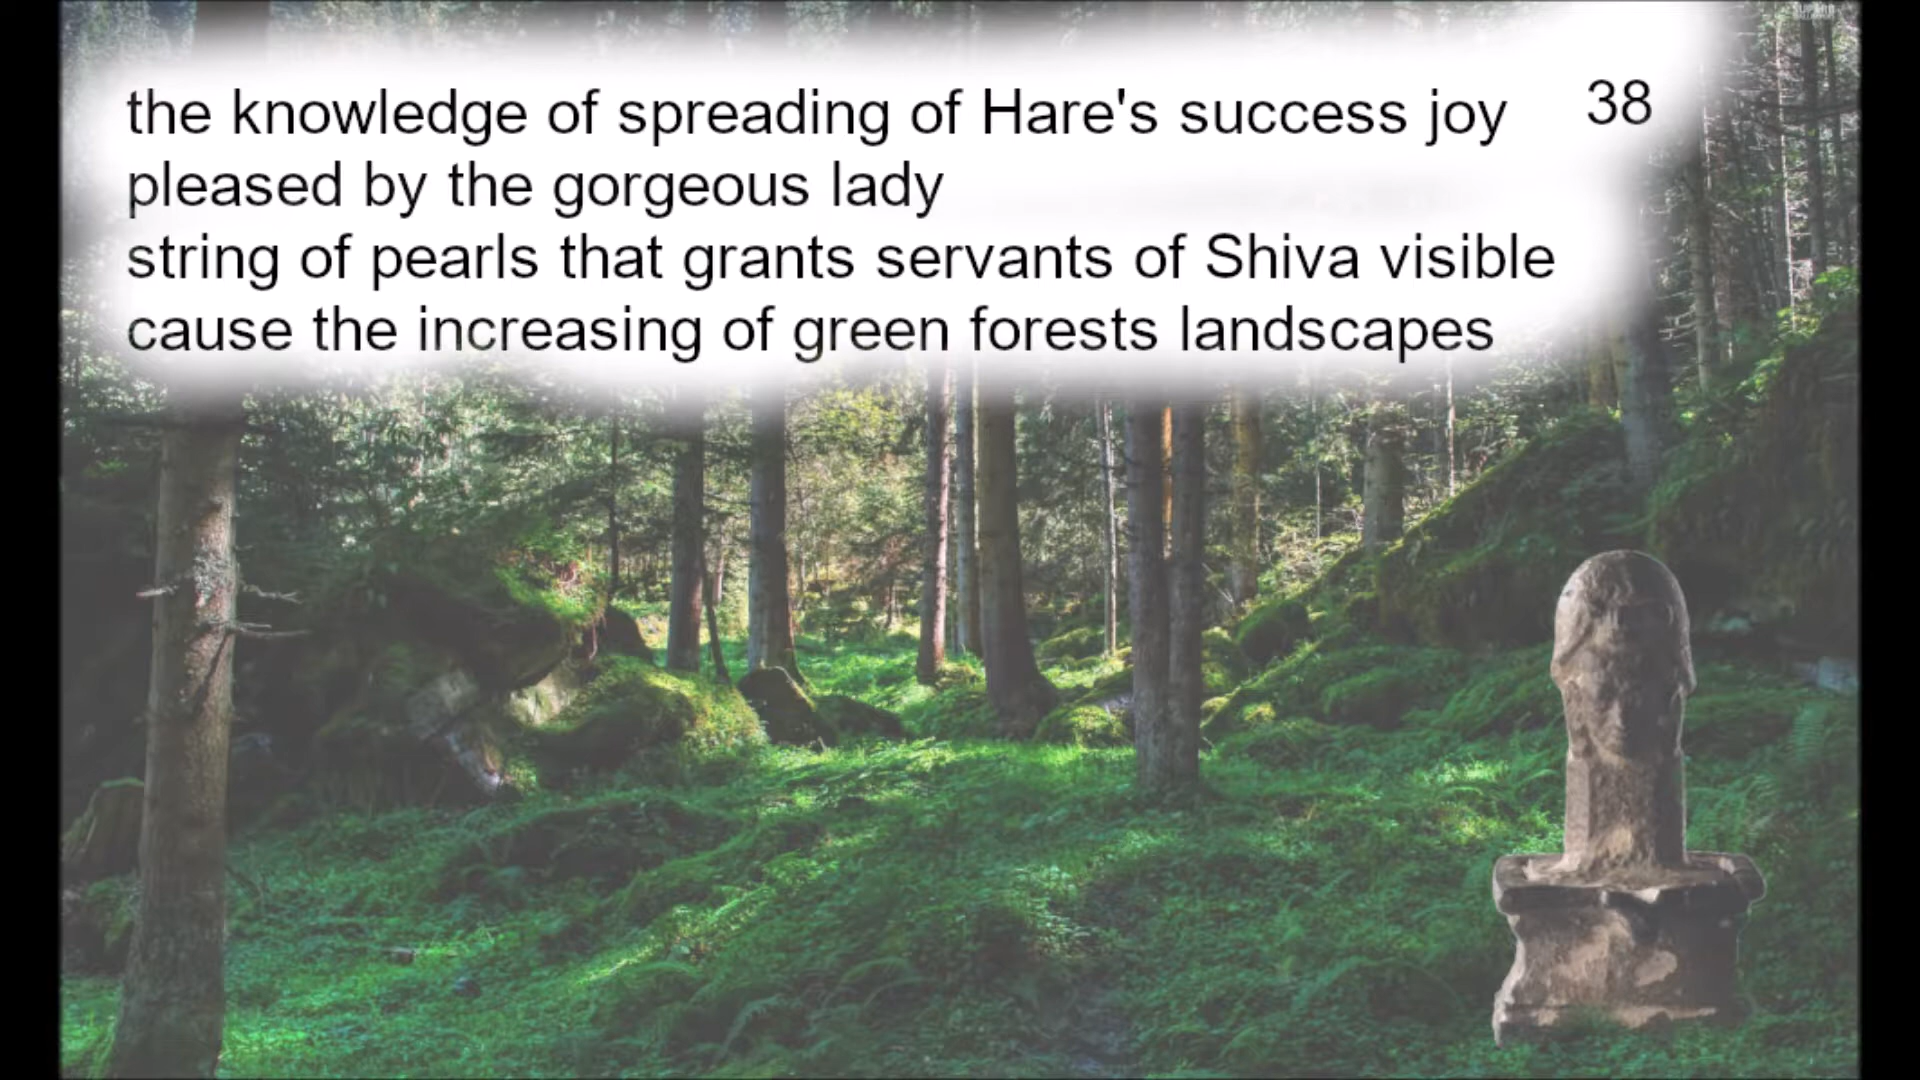 the knowledge of spreading of Hare's success joy 38
pleased by the gorgeous lady
string of pearls that grants servants of Shiva visible
cause the increasing of green forests landscapes